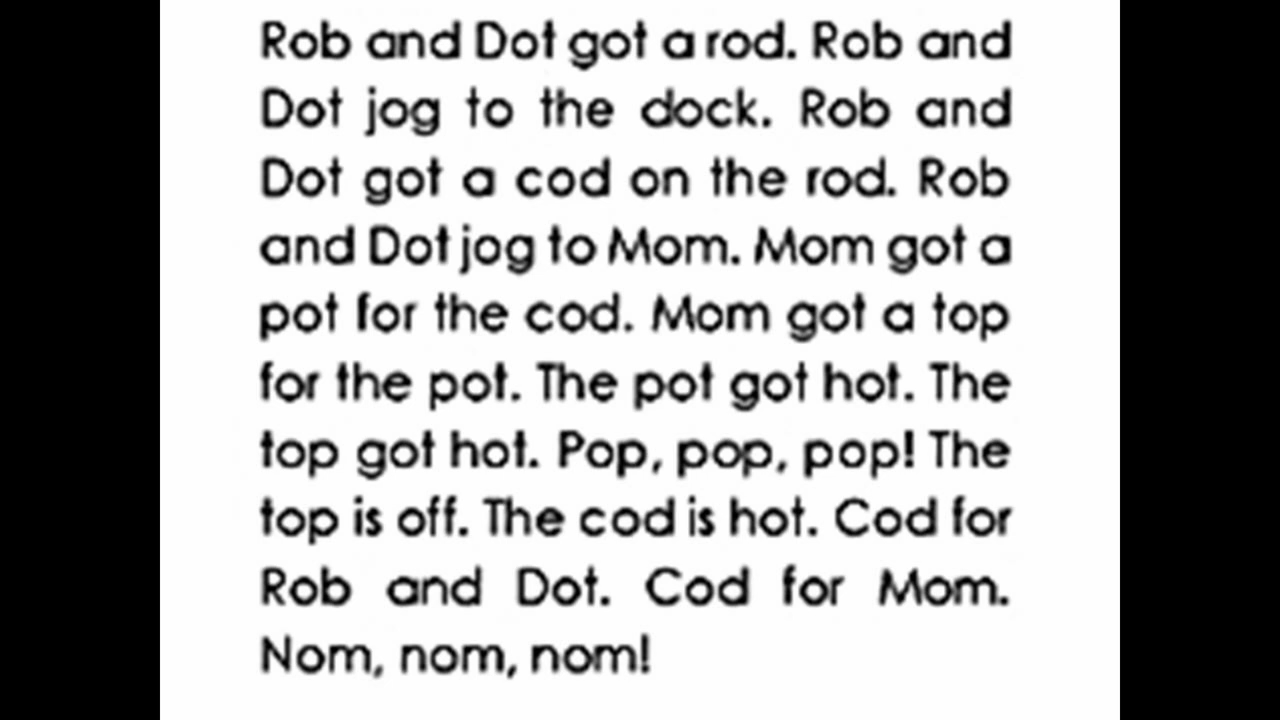 Rob and Dot got a rod. Rob and
Dot jog to the dock. Rob and
Dot got a cod on the rod. Rob
and Dot jog to Mom. Mom got a
pot for the cod. Mom got a top
for the pot. The pot got hot. The
top got hot. Pop, pop, pop! The
top is off. The cod is hot. Cod for
Rob and Dot. Cod for Mom.
Nom, nom, nom!